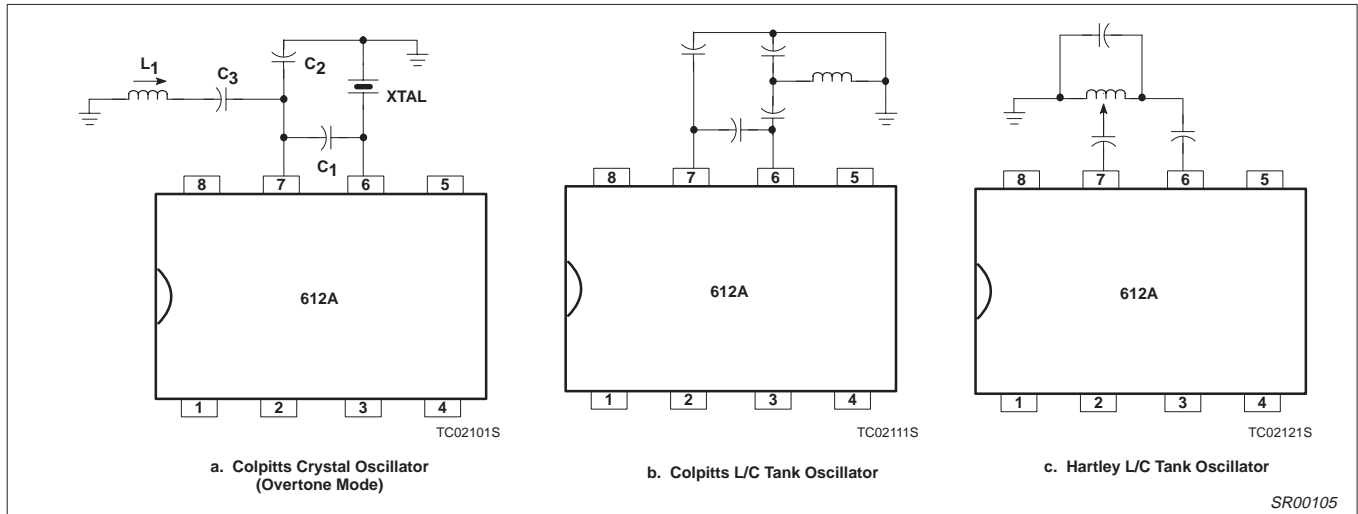 L1
C3
C2
XTAL
C1
8 7 6 5
612A
1 2 3 4
TC02101S
a. Colpitts Crystal Oscillator
(Overtone Mode)
8 7 6 5
612A
1 2 3 4
TC02111S
b. Colpitts L/C Tank Oscillator
8 7 6 5
612A
1 2 3 4
TC02121S
c. Hartley L/C Tank Oscillator
SR00105